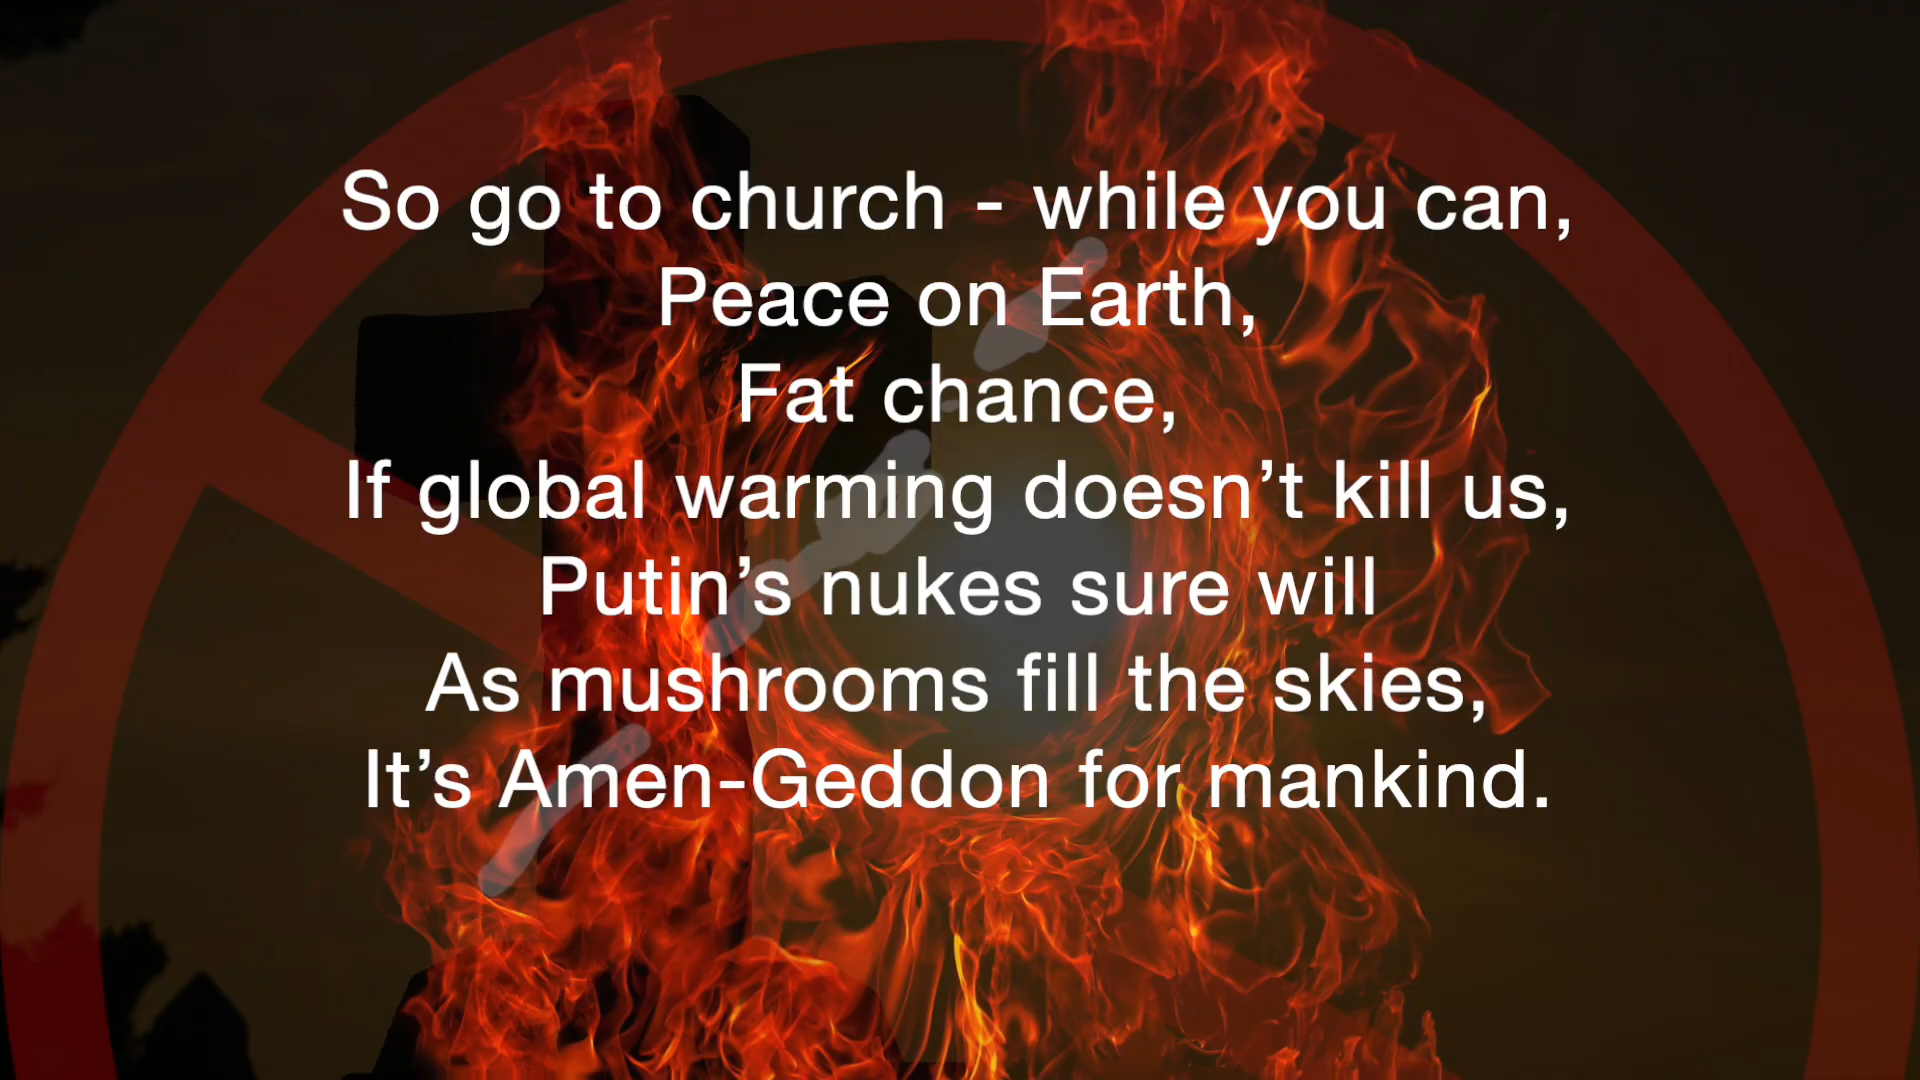 So go to church - while you can,
Peace on Earth,
Fat chance,
If global warming doesn’t kill us,
Putin’s nukes sure will
As mushrooms fill the skies,
It’s Amen-Geddon for mankind.